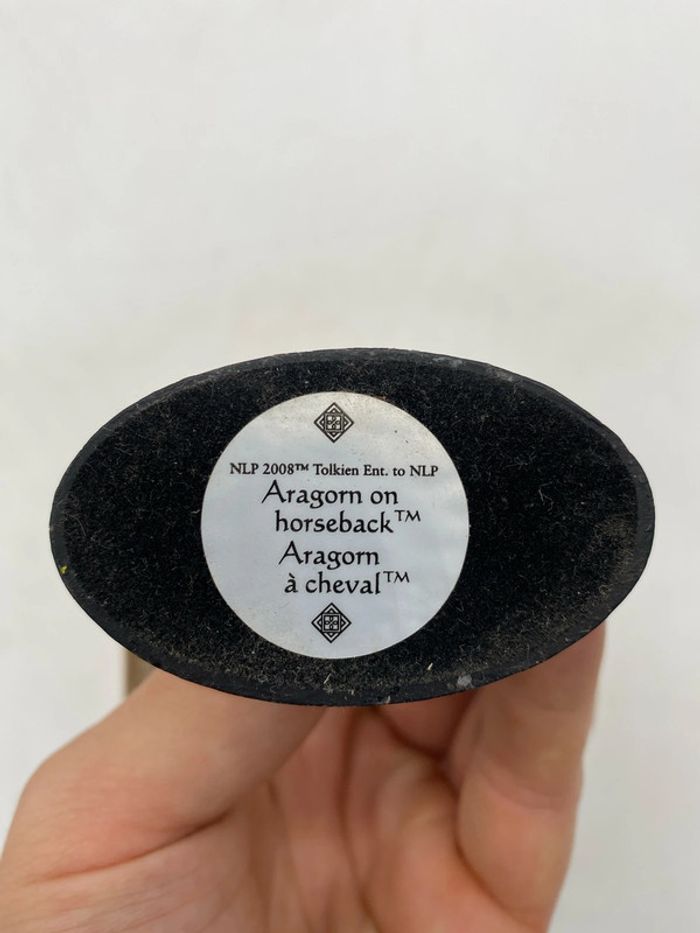 NLP 2008™ Tolkien Ent. to NLP
Aragorn on
horseback™
Aragorn
à cheval™